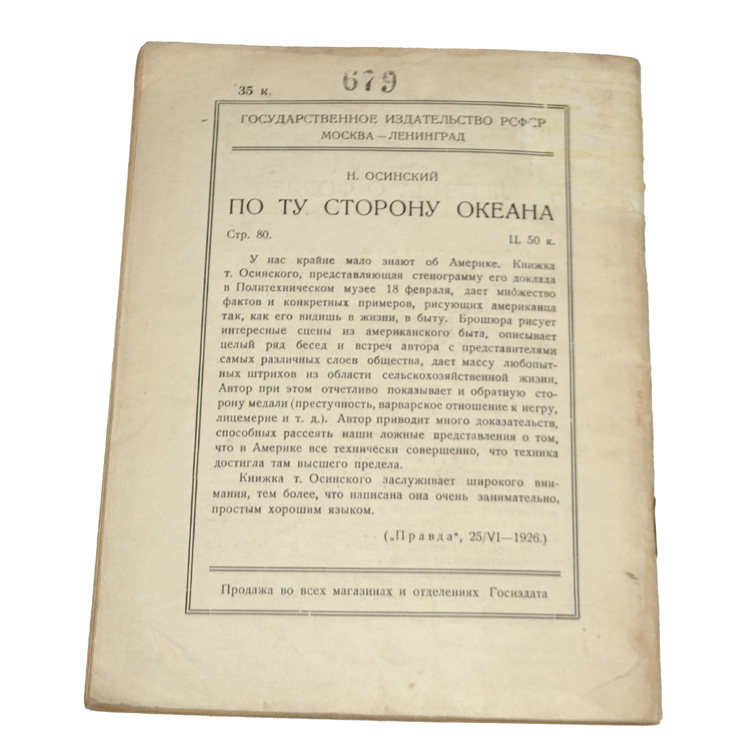 679
35 к.
ГОСУДАРСТВЕННОЕ ИЗДАТЕЛЬСТВО РСФСР
МОСКВА—ЛЕНИНГРАД
Н. ОСИНСКИЙ
ПО ТУ СТОРОНУ ОКЕАНА
Стр. 80. Ц. 50 к.
У нас крайне мало знают об Америке. Книжка
т. Осинского, представляющая стенограмму его доклада
в Политехническом музее 18 февраля, дает множество
фактов и конкретных примеров, рисующих американца
так, как его видишь в жизни, в быту. Брошюра рисует
интересные сцены из американского быта, описывает
целый ряд бесед и встреч автора с представителями
самых различных слоев общества, дает массу любопыт-
ных штрихов из области сельскохозяйственной жизни.
Автор при этом отчетливо показывает и обратную сто-
рону медали (преступность, варварское отношение к негру,
лицемерие и т. д.). Автор приводит много доказательств,
способных рассеять наши ложные представления о том,
что в Америке все технически совершенно, что техника
достигла там высшего предела.
Книжка т. Осинского заслуживает широкого вни-
мания, тем более, что написана она очень занимательно,
простым хорошим языком.
(„Правда", 25/VI—1926.)
Продажа во всех магазинах и отделениях Госиздата